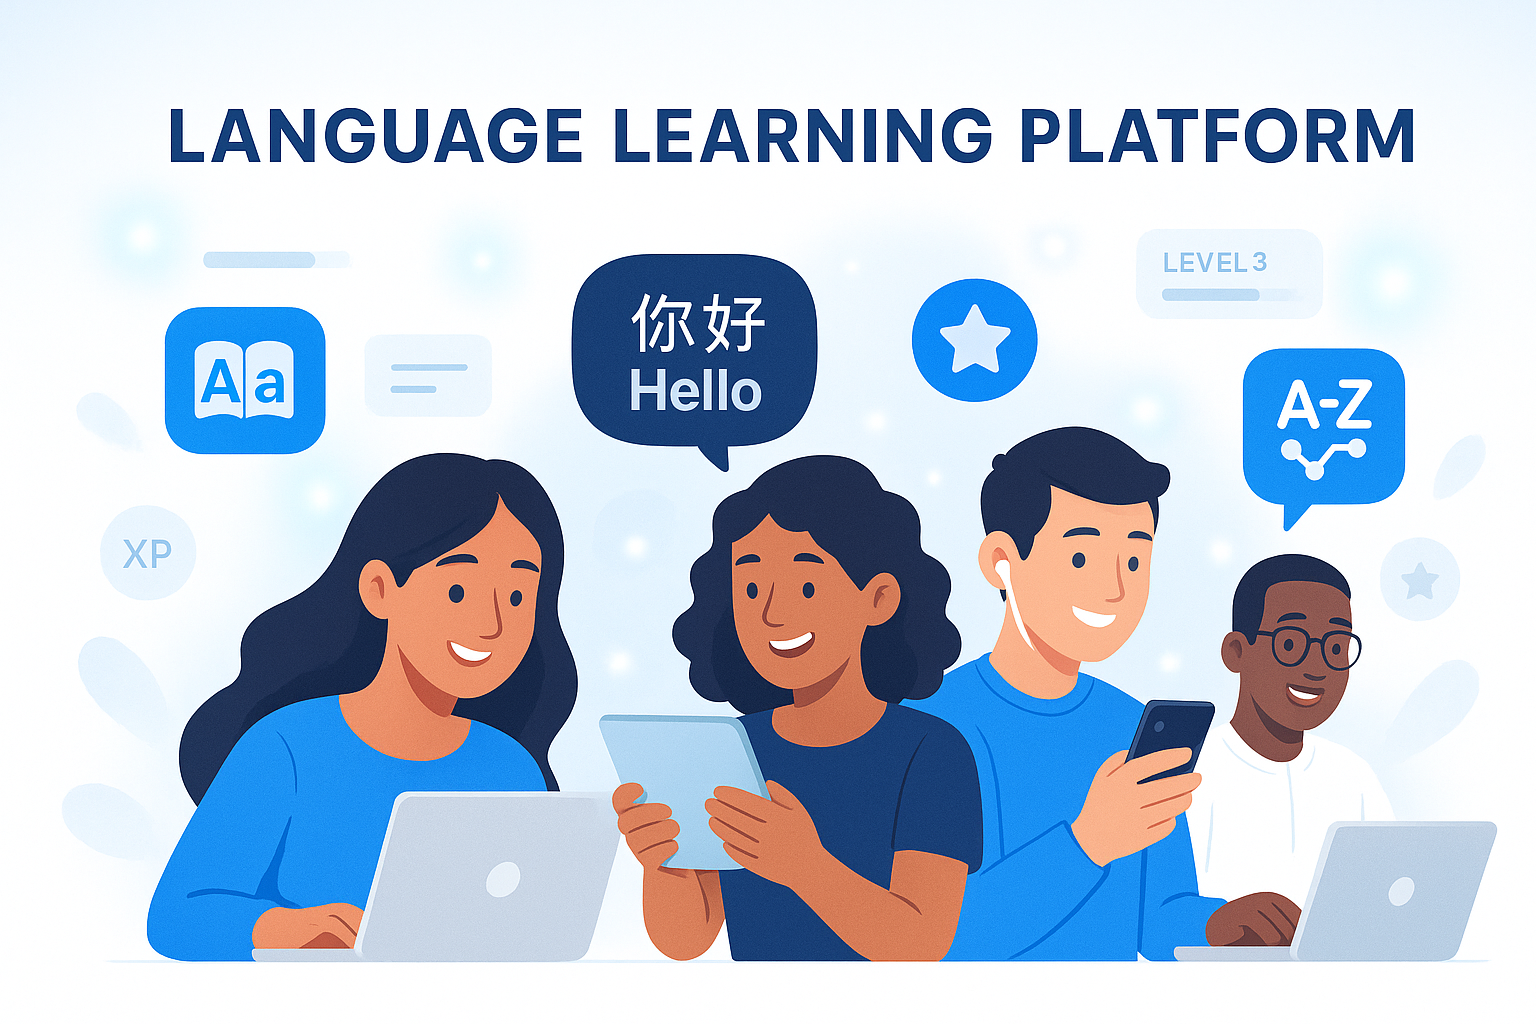 LANGUAGE LEARNING PLATFORM
LEVEL 3
你好
Hello
Aa
A-Z
XP